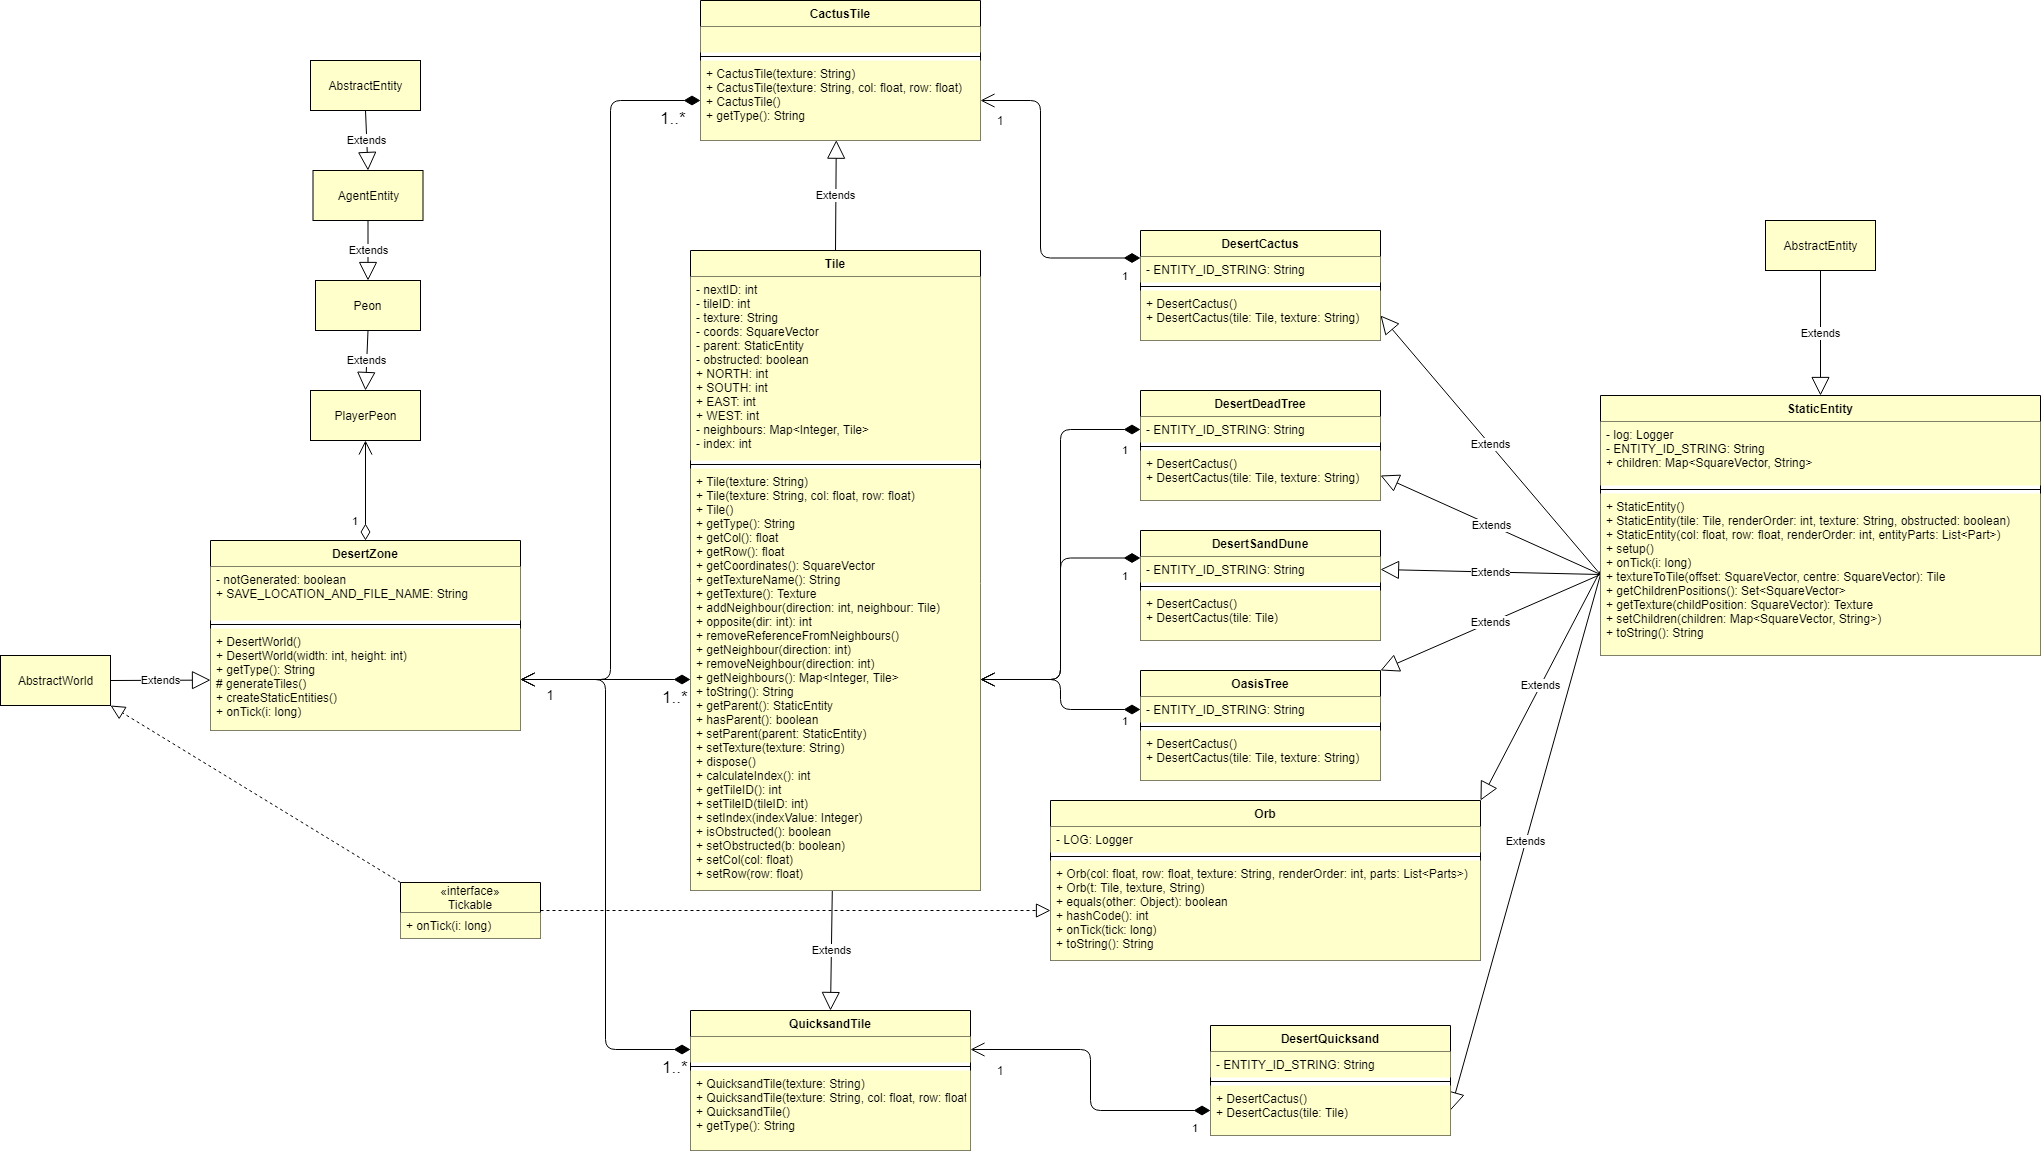 CactusTile
+ CactusTile(texture: String)
+ CactusTile(texture: String, col: float, row: float)
+ CactusTile()
+ getType(): String
1..*
1
Extends
AbstractEntity
Extends
AgentEntity
Extends
Peon
Extends
PlayerPeon
1
DesertZone
- notGenerated: boolean
+ SAVE_LOCATION_AND_FILE_NAME: String
+ DesertWorld()
+ DesertWorld(width: int, height: int)
+ getType(): String
# generateTiles()
+ createStaticEntities()
+ onTick(i: long)
AbstractWorld
Extends
1
1..*
«interface»
Tickable
+ onTick(i: long)
Tile
- nextID: int
- tileID: int
- texture: String
- coords: SquareVector
- parent: StaticEntity
- obstructed: boolean
+ NORTH: int
+ SOUTH: int
+ EAST: int
+ WEST: int
- neighbours: Map<Integer, Tile>
- index: int
+ Tile(texture: String)
+ Tile(texture: String, col: float, row: float)
+ Tile()
+ getType(): String
+ getCol(): float
+ getRow(): float
+ getCoordinates(): SquareVector
+ getTextureName(): String
+ getTexture(): Texture
+ addNeighbour(direction: int, neighbour: Tile)
+ opposite(dir: int): int
+ removeReferenceFromNeighbours()
+ getNeighbour(direction: int)
+ removeNeighbour(direction: int)
+ getNeighbours(): Map<Integer, Tile>
+ toString(): String
+ getParent(): StaticEntity
+ hasParent(): boolean
+ setParent(parent: StaticEntity)
+ setTexture(texture: String)
+ dispose()
+ calculateIndex(): int
+ getTileID(): int
+ setTileID(tileID: int)
+ setIndex(indexValue: Integer)
+ isObstructed(): boolean
+ setObstructed(b: boolean)
+ setCol(col: float)
+ setRow(row: float)
Extends
QuicksandTile
+ QuicksandTile(texture: String)
+ QuicksandTile(texture: String, col: float, row: float
+ QuicksandTile()
+ getType(): String
1..*
1
DesertCactus
- ENTITY_ID_STRING: String
+ DesertCactus()
+ DesertCactus(tile: Tile, texture: String)
1
DesertDeadTree
- ENTITY_ID_STRING: String
+ DesertCactus()
+ DesertCactus(tile: Tile, texture: String)
1
DesertSandDune
- ENTITY_ID_STRING: String
+ DesertCactus()
+ DesertCactus(tile: Tile)
1
OasisTree
- ENTITY_ID_STRING: String
+ DesertCactus()
+ DesertCactus(tile: Tile, texture: String)
1
Orb
- LOG: Logger
+ Orb(col: float, row: float, texture: String, renderOrder: int, parts: List<Parts>)
+ Orb(t: Tile, texture, String)
+ equals(other: Object): boolean
+ hashCode(): int
+ onTick(tick: long)
+ toString(): String
DesertQuicksand
- ENTITY_ID_STRING: String
+ DesertCactus()
+ DesertCactus(tile: Tile)
1
Extends
Extends
Extends
Extends
Extends
Extends
AbstractEntity
Extends
StaticEntity
- log: Logger
- ENTITY_ID_STRING: String
+ children: Map<SquareVector, String>
+ StaticEntity()
+ StaticEntity(tile: Tile, renderOrder: int, texture: String, obstructed: boolean)
+ StaticEntity(col: float, row: float, renderOrder: int, entityParts: List<Part>)
+ setup()
+ onTick(i: long)
+ textureToTile(offset: SquareVector, centre: SquareVector): Tile
+ getChildrenPositions(): Set<SquareVector>
+ getTexture(childPosition: SquareVector): Texture
+ setChildren(children: Map<SquareVector, String>)
+ toString(): String